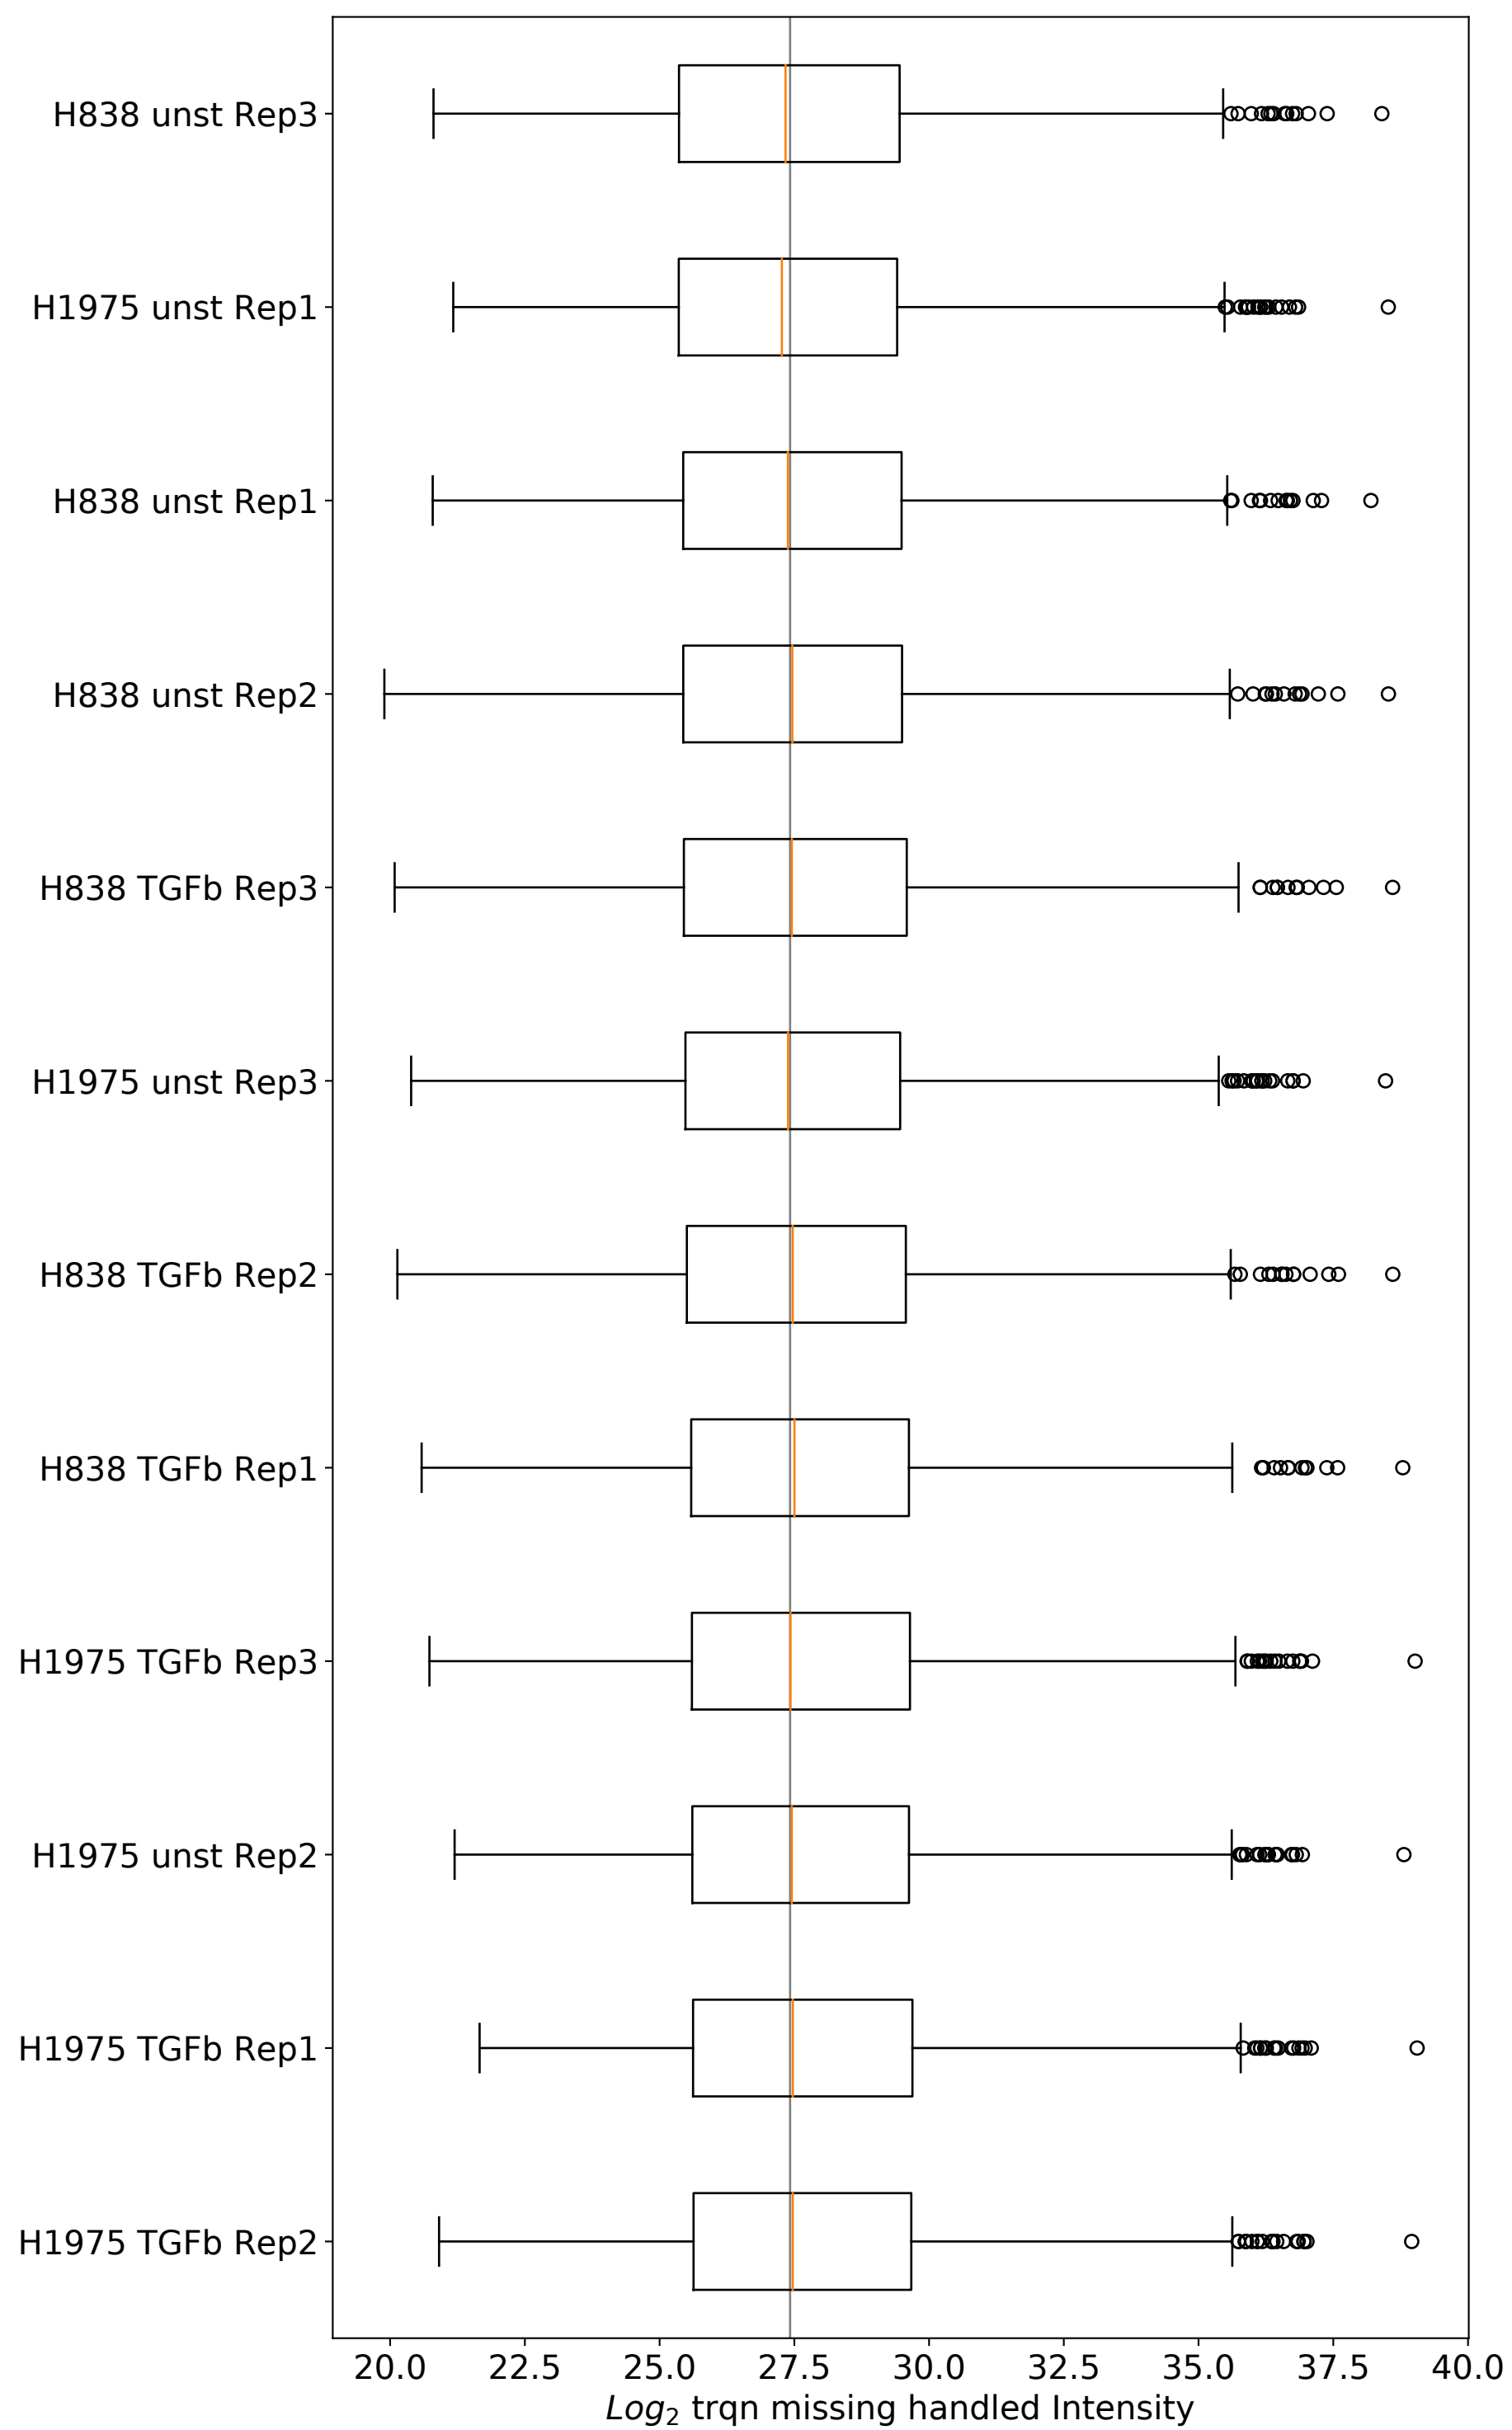 H838 unst Rep3
H1975 unst Rep1
H838 unst Rep1
H838 unst Rep2
H838 TGFb Rep3
H1975 unst Rep3
H838 TGFb Rep2
H838 TGFb Rep1
H1975 TGFb Rep3
H1975 unst Rep2
H1975 TGFb Rep1
H1975 TGFb Rep2
20.0 22.5 25.0 27.5 30.0 32.5 35.0 37.5 40.0
Log₂ trqn missing handled Intensity